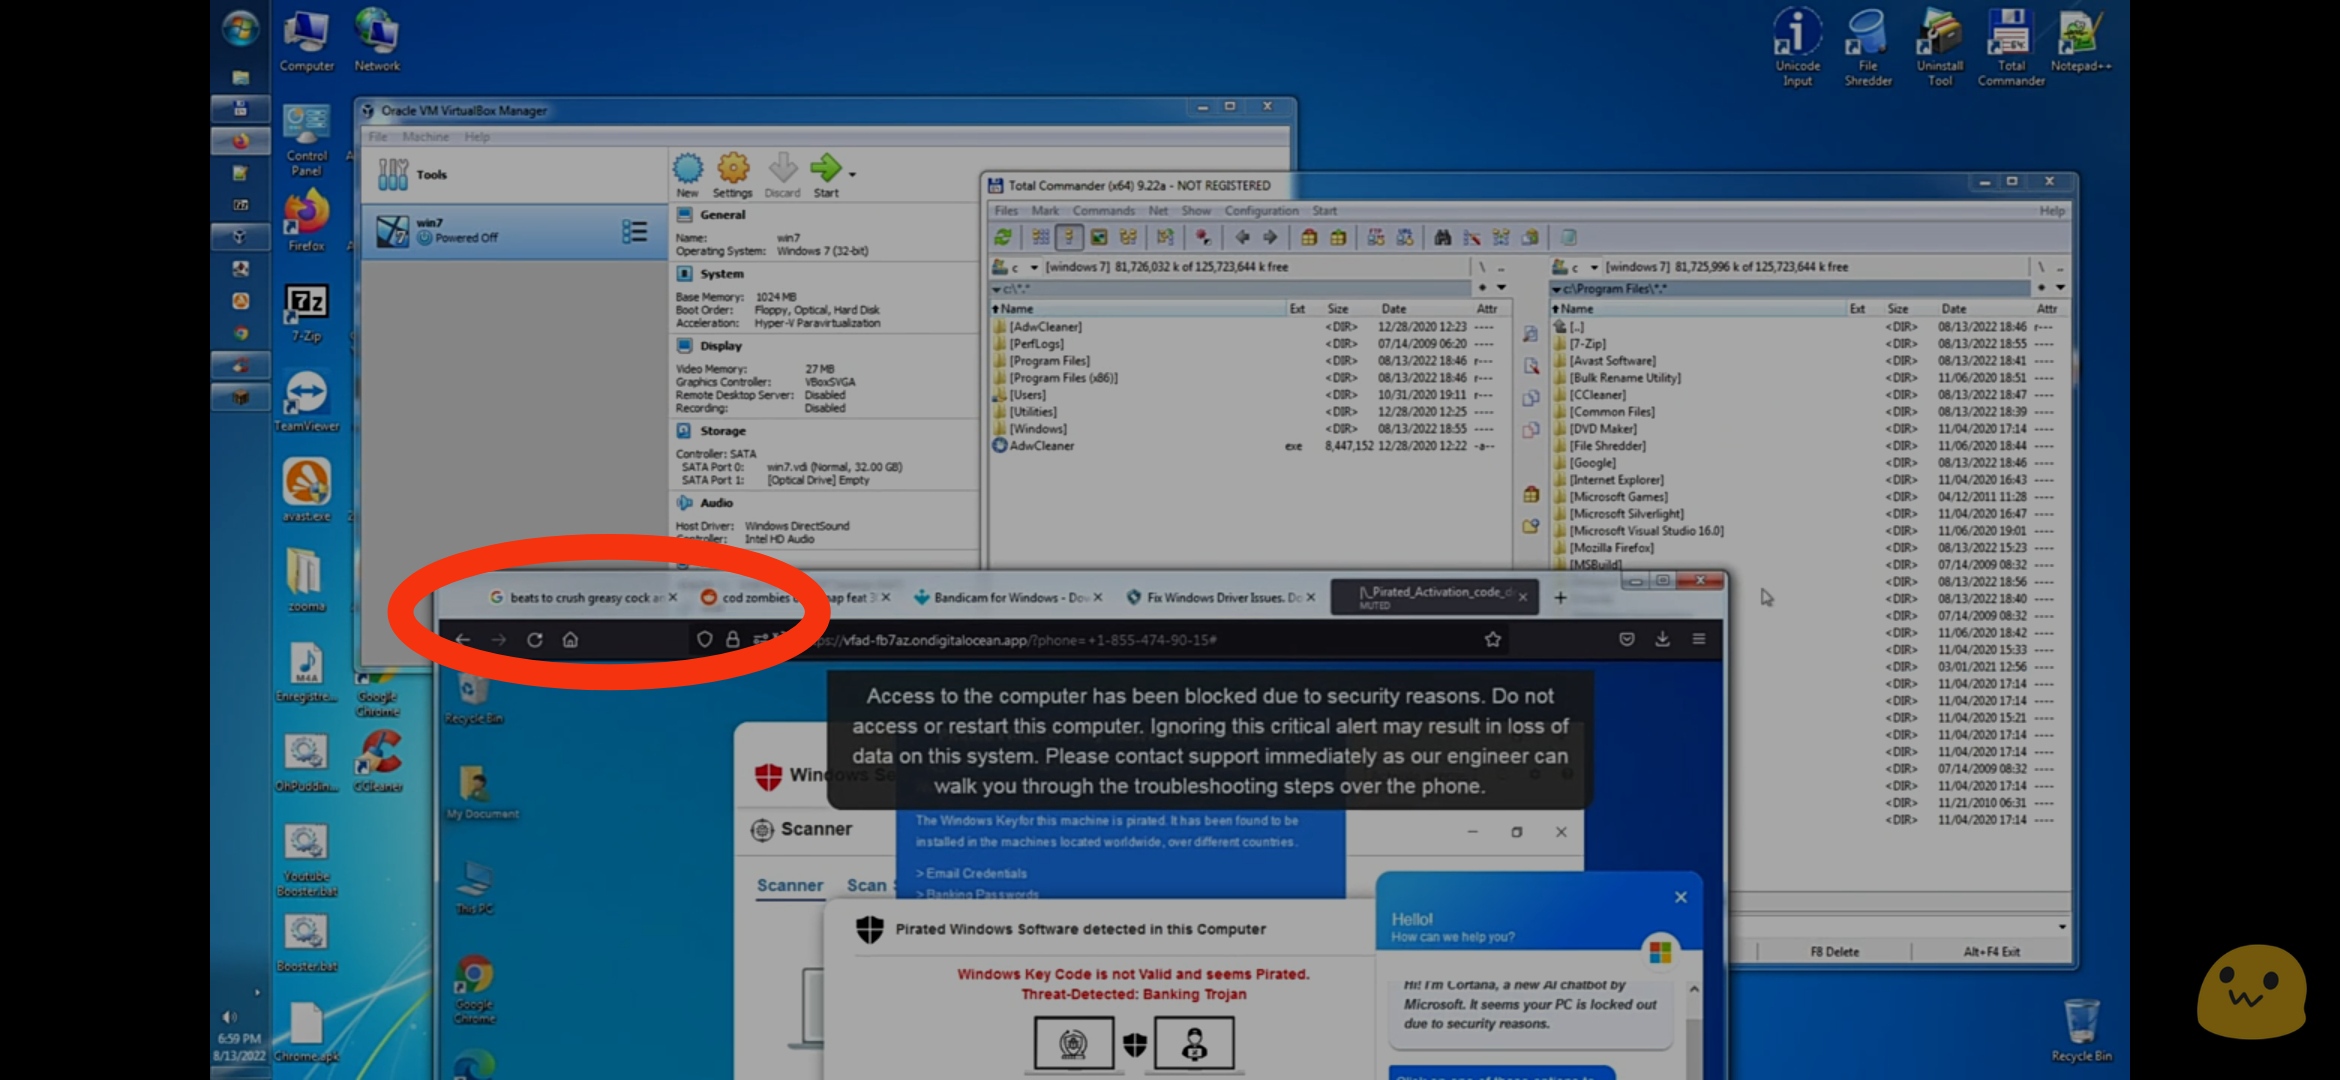 Computer
Network
Unicode
Input
File
Shredder
Uninstall
Tool
Total
Commander
Notepad++
Control
Panel
Firefox
7-Zip
TeamViewer
avast.exe
zooma
M4A
Enregistre...
Google
Chrome
OhPuddin...
CCleaner
Youtube
Booster.bat
Booster.bat
Chrome.apk
6:59 PM
8/13/2022
Recycle Bin
Oracle VM VirtualBox Manager
File Machine Help
Tools
New Settings Discard Start
win7
Powered Off
General
Name: win7
Operating System: Windows 7 (32-bit)
System
Base Memory: 1024 MB
Boot Order: Floppy, Optical, Hard Disk
Acceleration: Hyper-V Paravirtualization
Display
Video Memory: 27 MB
Graphics Controller: VBoxSVGA
Remote Desktop Server: Disabled
Recording: Disabled
Storage
Controller: SATA
SATA Port 0: win7.vdi (Normal, 32.00 GB)
SATA Port 1: [Optical Drive] Empty
Audio
Host Driver: Windows DirectSound
Controller: Intel HD Audio
Total Commander (x64) 9.22a - NOT REGISTERED
Files Mark Commands Net Show Configuration Start Help
c [windows 7] 81,726,032 k of 125,723,644 k free \ ..
c:\*.*
Name Ext Size Date Attr
[AdwCleaner] <DIR> 12/28/2020 12:23 ----
[PerfLogs] <DIR> 07/14/2009 06:20 ----
[Program Files] <DIR> 08/13/2022 18:46 r---
[Program Files (x86)] <DIR> 08/13/2022 18:46 r---
[Users] <DIR> 10/31/2020 19:11 r---
[Utilities] <DIR> 12/28/2020 12:25 ----
[Windows] <DIR> 08/13/2022 18:55 ----
AdwCleaner exe 8,447,152 12/28/2020 12:22 -a--
c [windows 7] 81,725,996 k of 125,723,644 k free \ ..
c:\Program Files\*.*
Name Ext Size Date Attr
[..] <DIR> 08/13/2022 18:46 r---
[7-Zip] <DIR> 08/13/2022 18:55 ----
[Avast Software] <DIR> 08/13/2022 18:41 ----
[Bulk Rename Utility] <DIR> 11/06/2020 18:51 ----
[CCleaner] <DIR> 08/13/2022 18:47 ----
[Common Files] <DIR> 08/13/2022 18:39 ----
[DVD Maker] <DIR> 11/04/2020 17:14 ----
[File Shredder] <DIR> 11/06/2020 18:44 ----
[Google] <DIR> 08/13/2022 18:46 ----
[Internet Explorer] <DIR> 11/04/2020 16:43 ----
[Microsoft Games] <DIR> 04/12/2011 11:28 ----
[Microsoft Silverlight] <DIR> 11/04/2020 16:47 ----
[Microsoft Visual Studio 16.0] <DIR> 11/06/2020 19:01 ----
[Mozilla Firefox] <DIR> 08/13/2022 15:23 ----
[MSBuild] <DIR> 07/14/2009 08:32 ----
<DIR> 08/13/2022 18:56 ----
<DIR> 08/13/2022 18:40 ----
<DIR> 07/14/2009 08:32 ----
<DIR> 11/06/2020 18:42 ----
<DIR> 11/04/2020 15:33 ----
<DIR> 03/01/2021 12:56 ----
<DIR> 11/04/2020 17:14 ----
<DIR> 11/04/2020 17:14 ----
<DIR> 11/04/2020 15:21 ----
<DIR> 11/04/2020 17:14 ----
<DIR> 11/04/2020 17:14 ----
<DIR> 07/14/2009 08:32 ----
<DIR> 11/04/2020 17:14 ----
<DIR> 11/21/2010 06:31 ----
<DIR> 11/04/2020 17:14 ----
F8 Delete Alt+F4 Exit
beats to crush greasy cock an
cod zombies map feat 3
Bandicam for Windows - Dow
Fix Windows Driver Issues. Do
|\_Pirated_Activation_code_d
MUTED
ps://vfad-fb7az.ondigitalocean.app/?phone=+1-855-474-90-15#
Access to the computer has been blocked due to security reasons. Do not
access or restart this computer. Ignoring this critical alert may result in loss of
data on this system. Please contact support immediately as our engineer can
walk you through the troubleshooting steps over the phone.
Recycle Bin
My Document
This PC
Google
Chrome
Windows Se
Scanner
Scanner Scan
The Windows Keyfor this machine is pirated. It has been found to be
installed in the machines located worldwide, over different countries.
> Email Credentials
> Banking Passwords
Pirated Windows Software detected in this Computer
Windows Key Code is not Valid and seems Pirated.
Threat-Detected: Banking Trojan
Hello!
How can we help you?
Hi! I'm Cortana, a new AI chatbot by
Microsoft. It seems your PC is locked out
due to security reasons.